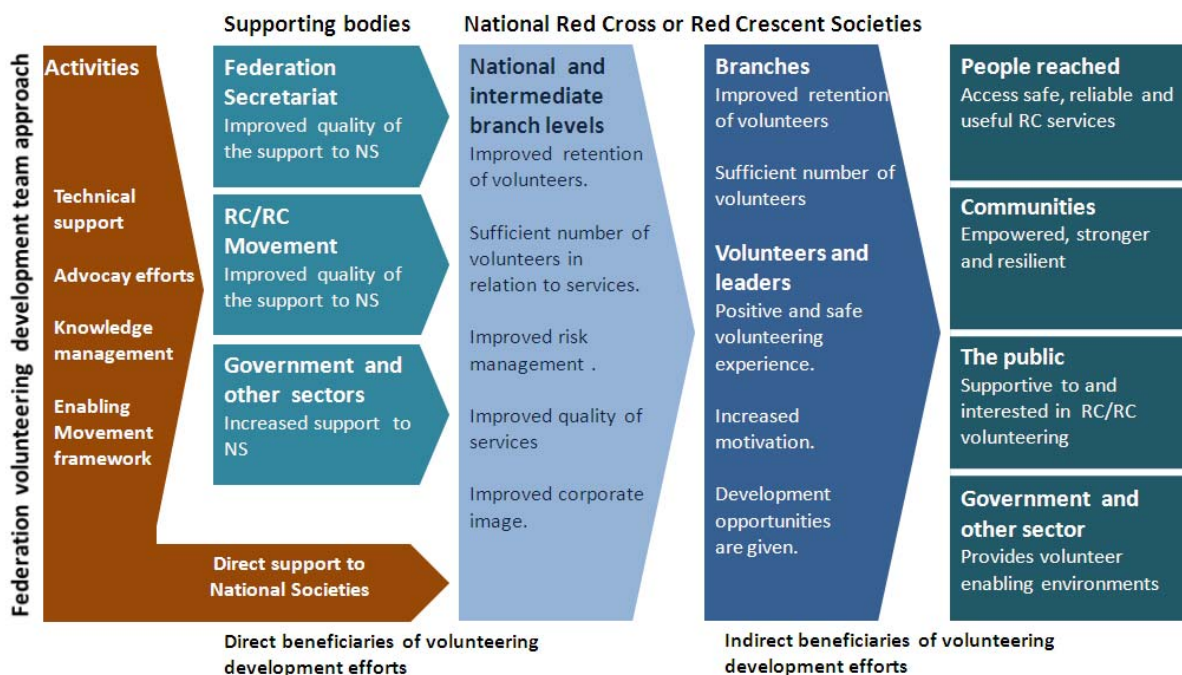 Supporting bodies
National Red Cross or Red Crescent Societies
Federation volunteering development team approach
Activities
Technical
support
Advocay efforts
Knowledge
management
Enabling
Movement
framework
Direct support to
National Societies
Federation
Secretariat
Improved quality of
the support to NS
RC/RC
Movement
Improved quality of
the support to NS
Government and
other sectors
Increased support to
NS
National and
intermediate
branch levels
Improved retention
of volunteers.
Sufficient number of
volunteers in
relation to services.
Improved risk
management .
Improved quality of
services
Improved corporate
image.
Branches
Improved retention
of volunteers
Sufficient number of
volunteers
Volunteers and
leaders
Positive and safe
volunteering
experience.
Increased
motivation.
Development
opportunities
are given.
People reached
Access safe, reliable and
useful RC services
Communities
Empowered, stronger
and resilient
The public
Supportive to and
interested in RC/RC
volunteering
Government and
other sector
Provides volunteer
enabling environments
Direct beneficiaries of volunteering
development efforts
Indirect beneficiaries of volunteering
development efforts